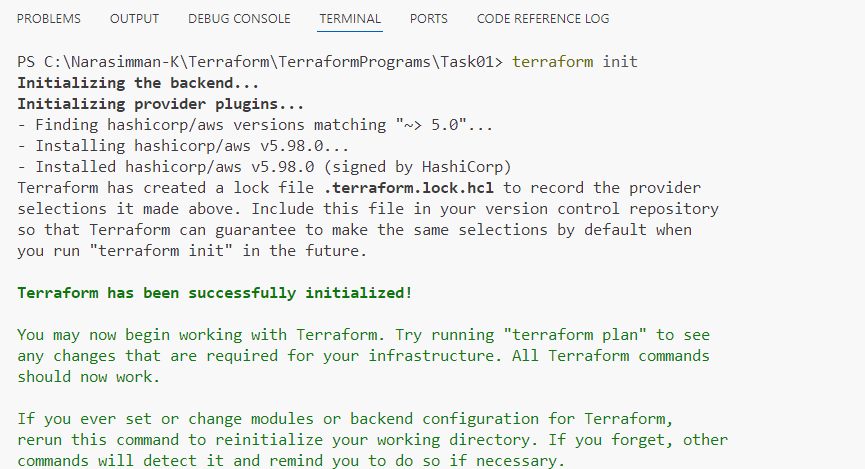 PROBLEMS OUTPUT DEBUG CONSOLE TERMINAL PORTS CODE REFERENCE LOG
PS C:\Narasimman-K\Terraform\TerraformPrograms\Task01> terraform init
Initializing the backend...
Initializing provider plugins...
- Finding hashicorp/aws versions matching "~> 5.0"...
- Installing hashicorp/aws v5.98.0...
- Installed hashicorp/aws v5.98.0 (signed by HashiCorp)
Terraform has created a lock file .terraform.lock.hcl to record the provider
selections it made above. Include this file in your version control repository
so that Terraform can guarantee to make the same selections by default when
you run "terraform init" in the future.
Terraform has been successfully initialized!
You may now begin working with Terraform. Try running "terraform plan" to see
any changes that are required for your infrastructure. All Terraform commands
should now work.
If you ever set or change modules or backend configuration for Terraform,
rerun this command to reinitialize your working directory. If you forget, other
commands will detect it and remind you to do so if necessary.